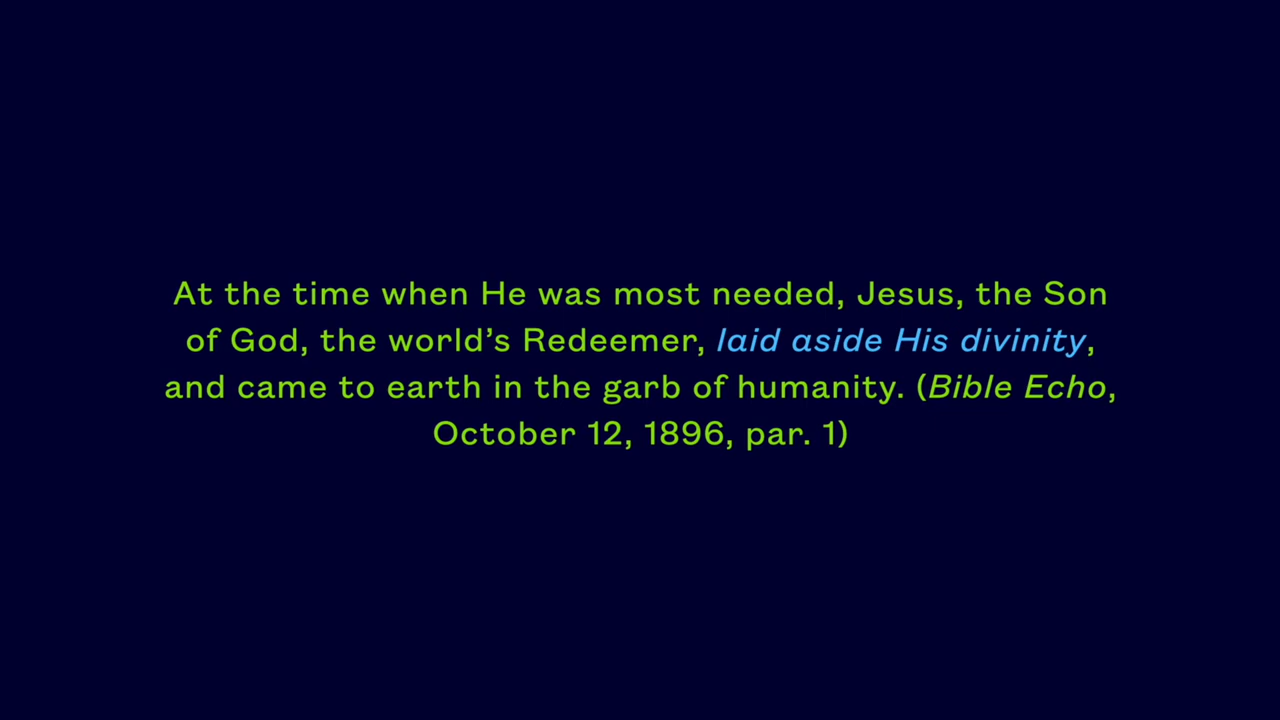 At the time when He was most needed, Jesus, the Son
of God, the world’s Redeemer, laid aside His divinity,
and came to earth in the garb of humanity. (Bible Echo,
October 12, 1896, par. 1)